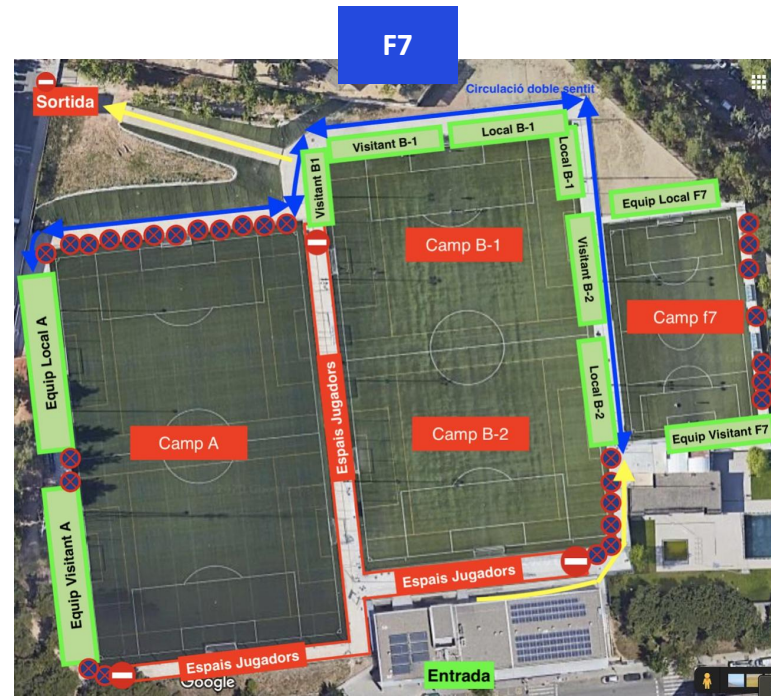 F7
Sortida
Circulació doble sentit
Visitant B-1
Local B-1
Local B-1
Visitant B1
Equip Local F7
Camp B-1
Visitant B-2
Camp f7
Equip Local A
Espais Jugadors
Local B-2
Camp A
Camp B-2
Equip Visitant F7
Equip Visitant A
Espais Jugadors
Espais Jugadors
Entrada
Google